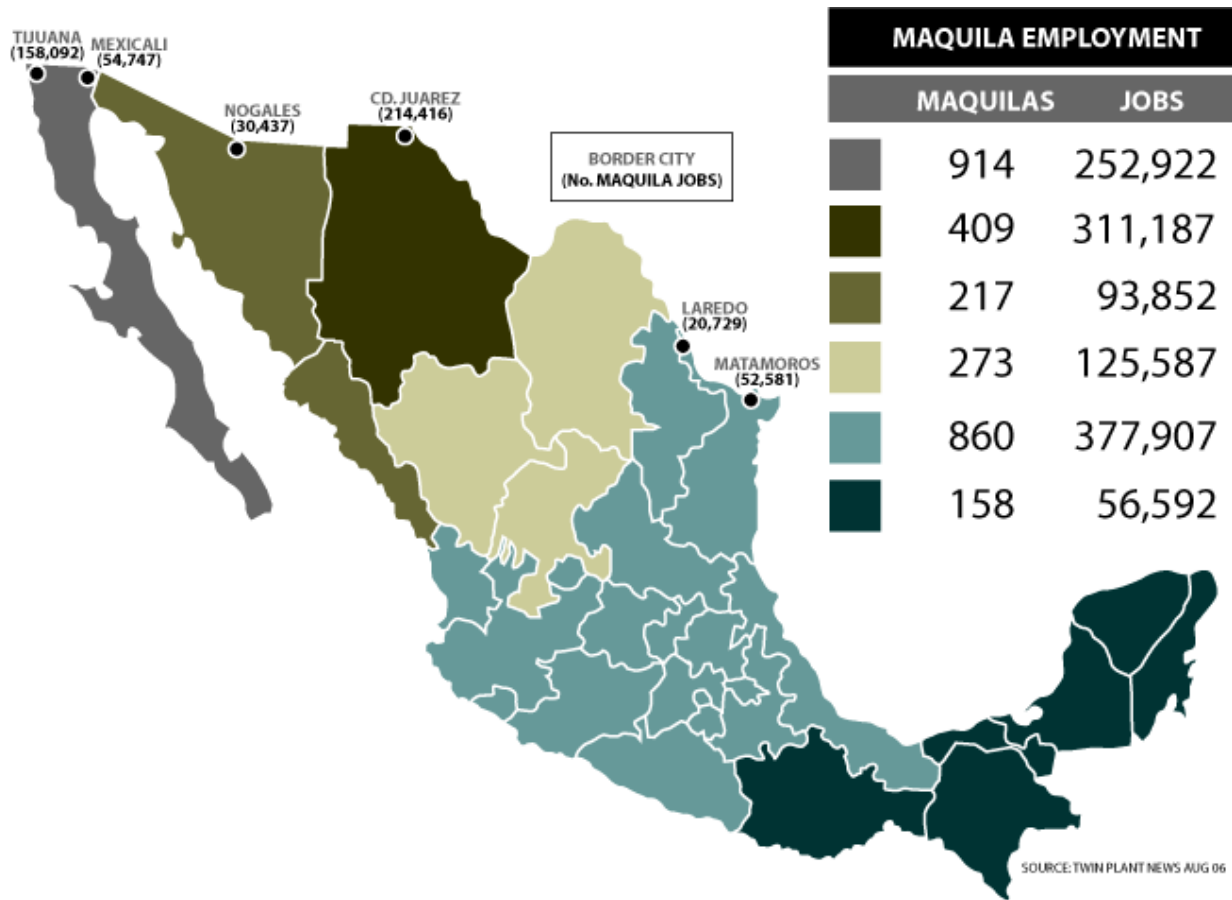 TIJUANA
(158,092)
MEXICALI
(54,747)
NOGALES
(30,437)
CD. JUAREZ
(214,416)
BORDER CITY
(No. MAQUILA JOBS)
LAREDO
(20,729)
MATAMOROS
(52,581)
MAQUILA EMPLOYMENT
MAQUILAS JOBS
914 252,922
409 311,187
217 93,852
273 125,587
860 377,907
158 56,592
SOURCE: TWIN PLANT NEWS AUG 06